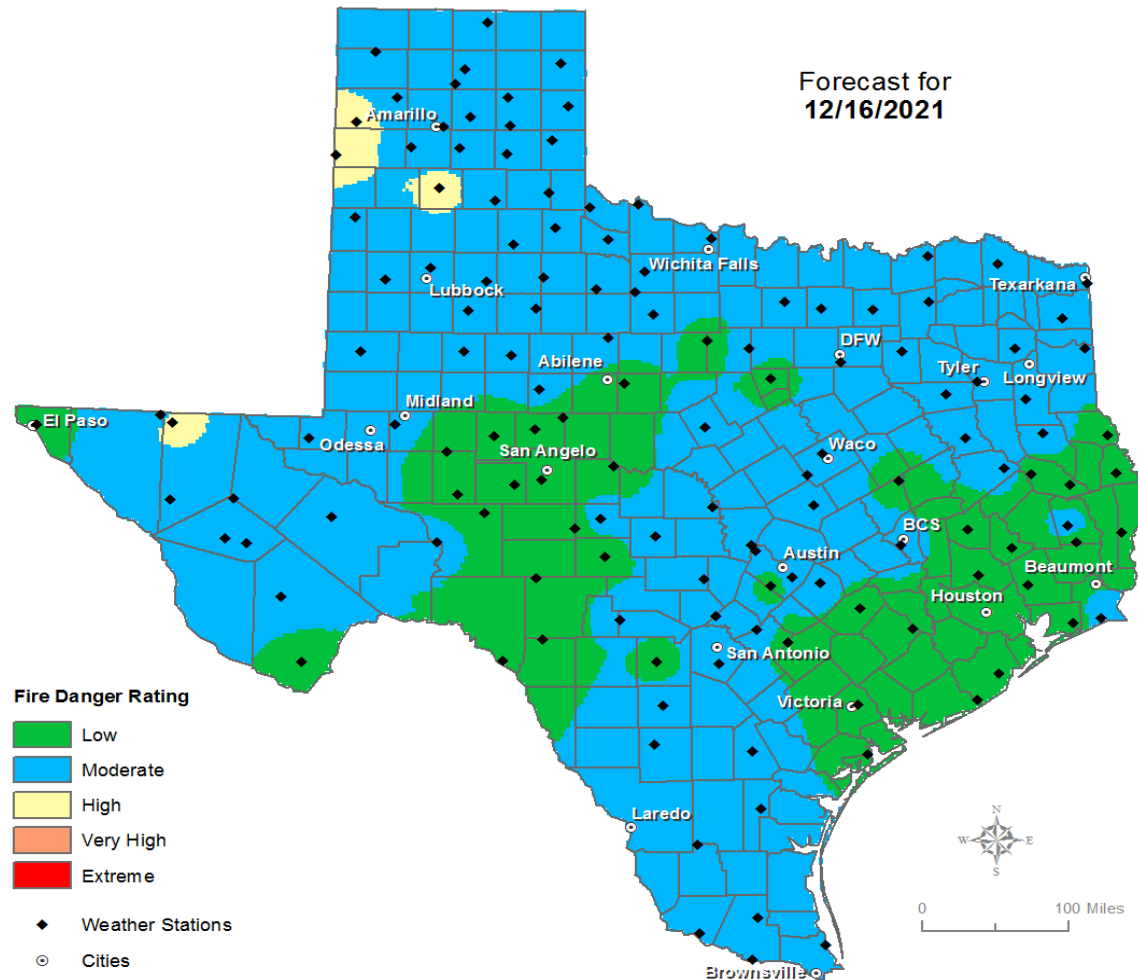 Forecast for
12/16/2021
Amarillo
Wichita Falls
Lubbock
Texarkana
DFW
Abilene
Tyler
Longview
Midland
El Paso
Odessa
San Angelo
Waco
BCS
Austin
Beaumont
Houston
San Antonio
Victoria
Laredo
Brownsville
Fire Danger Rating
Low
Moderate
High
Very High
Extreme
Weather Stations
Cities
N
W E
S
0 100 Miles